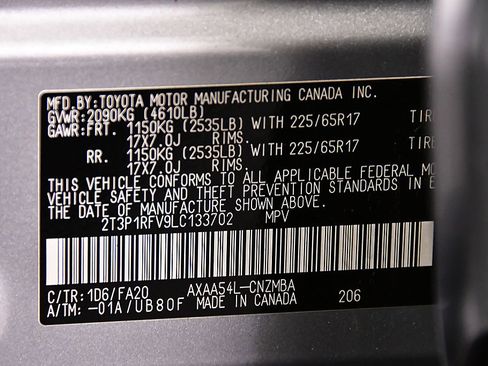 MFD.BY:TOYOTA MOTOR MANUFACTURING CANADA INC.
GVWR:2090KG (4610LB)
GAWR:FRT. 1150KG (2535LB) WITH 225/65R17 TIRE
17X7.0J RIMS.
RR. 1150KG (2535LB) WITH 225/65R17 TIRE
17X7.0J RIMS.
THIS VEHICLE CONFORMS TO ALL APPLICABLE FEDERAL MO
VEHICLE SAFETY AND THEFT PREVENTION STANDARDS IN E
THE DATE OF MANUFACTURE SHOWN ABOVE.
2T3P1RFV9LC133702 MPV
C/TR:1D6/FA20 AXAA54L-CNZMBA
A/TM:-01A/UB80F MADE IN CANADA 206